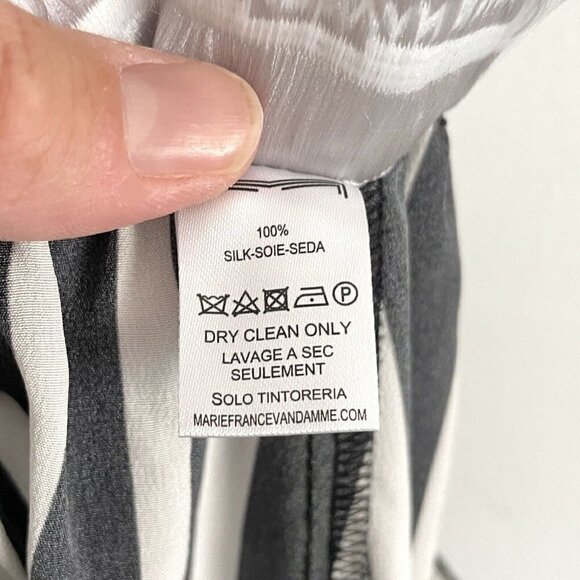 100%
SILK-SOIE-SEDA
P
DRY CLEAN ONLY
LAVAGE A SEC
SEULEMENT
SOLO TINTORERIA
MARIEFRANCEVANDAMME.COM